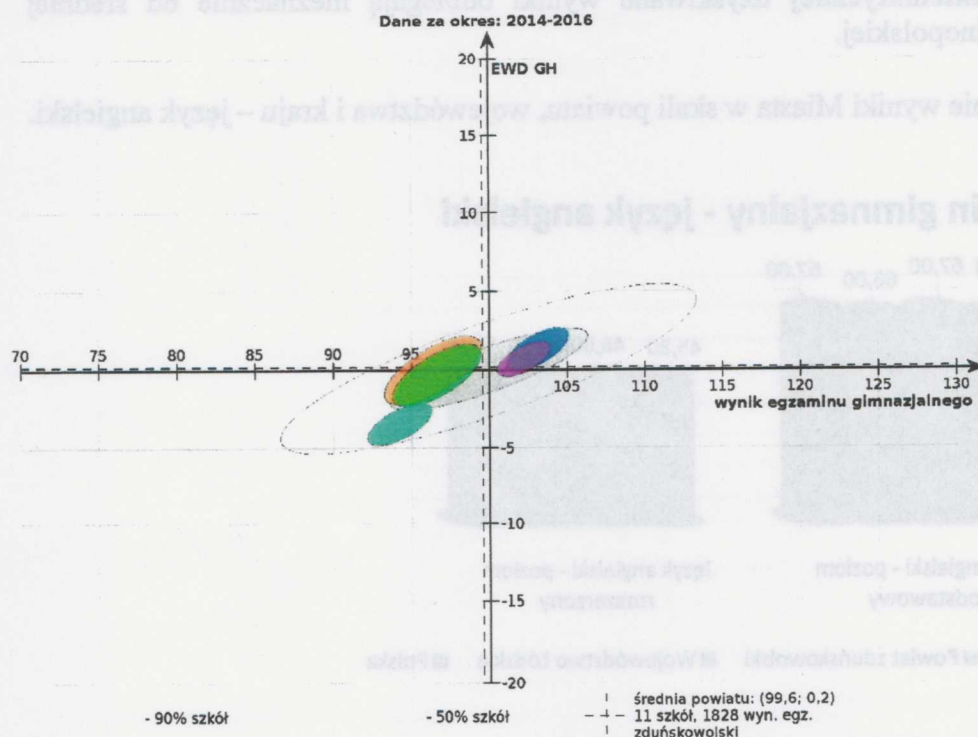 Dane za okres: 2014-2016
20
EWD GH
15
10
5
70 75 80 85 90 95 105 110 115 120 125 130
wynik egzaminu gimnazjalnego
-5
-10
-15
-20
- 90% szkół
- 50% szkół
średnia powiatu: (99,6; 0,2)
11 szkół, 1828 wyn. egz.
zduńskowolski